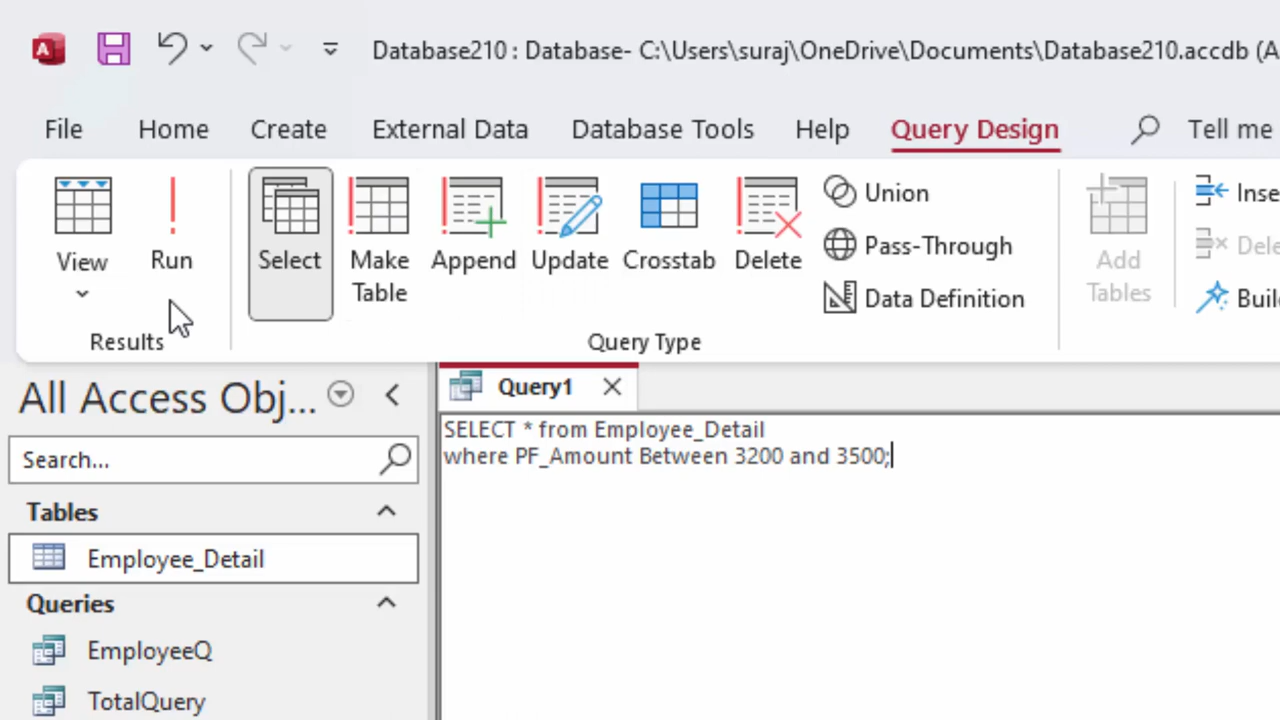 Database210 : Database- C:\Users\suraj\OneDrive\Documents\Database210.accdb (A
File Home Create External Data Database Tools Help Query Design Tell me
View Run Select Make Table Append Update Crosstab Delete Union Pass-Through Data Definition Add Tables Inse Dele Buil
Results Query Type
All Access Obj...
Search...
Tables
Employee_Detail
Queries
EmployeeQ
TotalQuery
Query1
SELECT * from Employee_Detail
where PF_Amount Between 3200 and 3500;